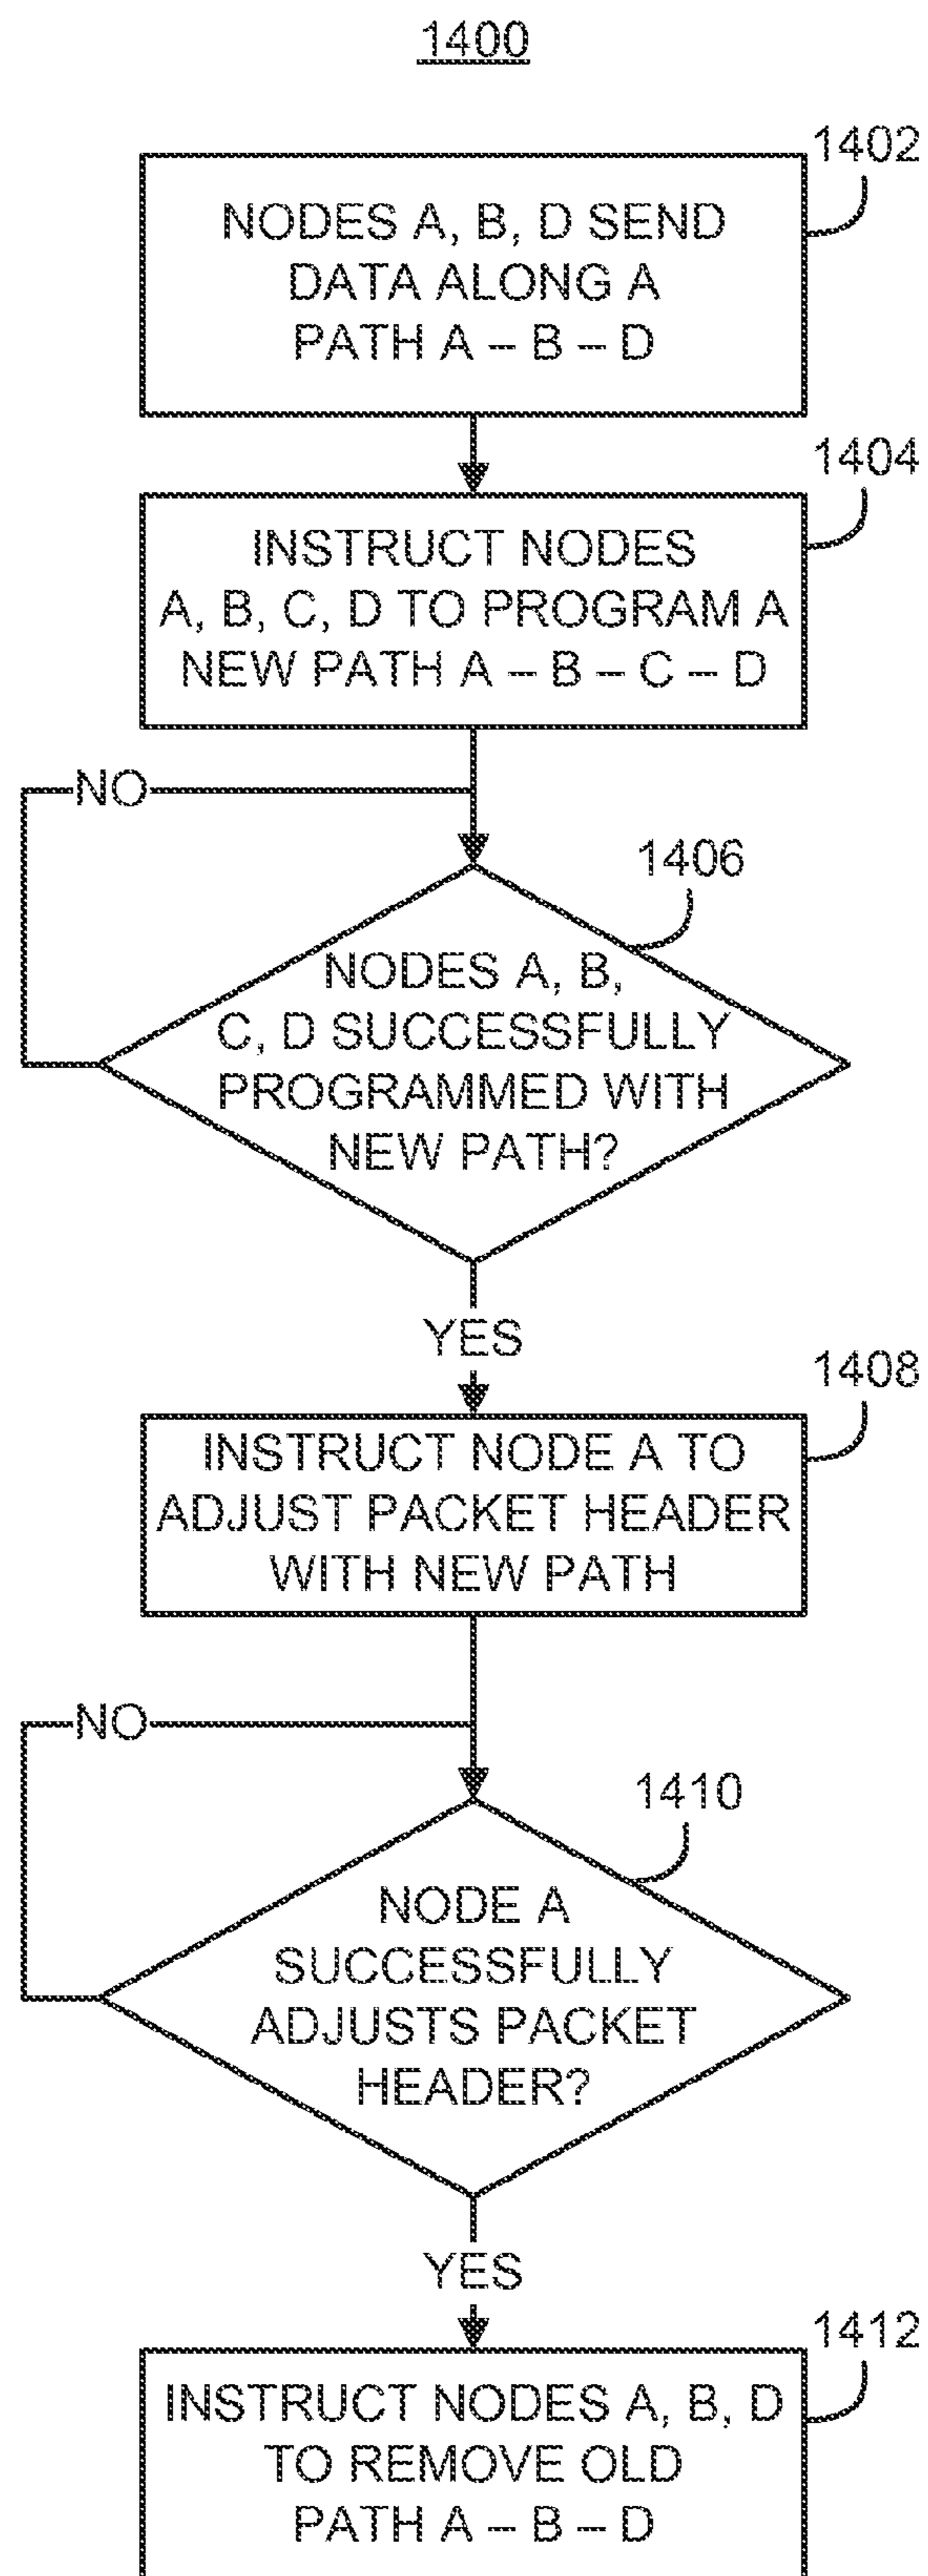 1400
1402
NODES A, B, D SEND
DATA ALONG A
PATH A – B – D
1404
INSTRUCT NODES
A, B, C, D TO PROGRAM A
NEW PATH A – B – C – D
NO
1406
NODES A, B,
C, D SUCCESSFULLY
PROGRAMMED WITH
NEW PATH?
YES
1408
INSTRUCT NODE A TO
ADJUST PACKET HEADER
WITH NEW PATH
NO
1410
NODE A
SUCCESSFULLY
ADJUSTS PACKET
HEADER?
YES
1412
INSTRUCT NODES A, B, D
TO REMOVE OLD
PATH A – B – D